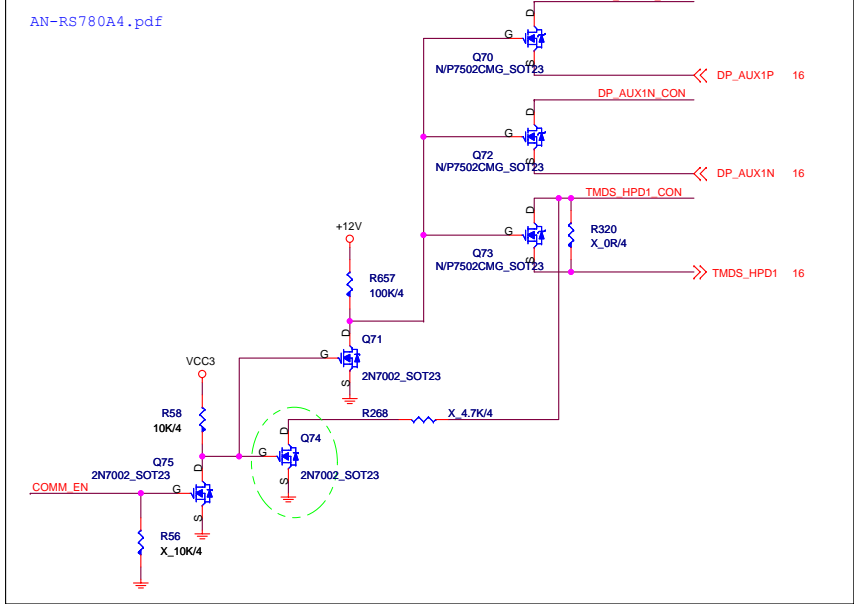 AN-RS780A4.pdf
D
G
S
Q70
N/P7502CMG_SOT23
DP_AUX1P 16
DP_AUX1N_CON
D
G
S
Q72
N/P7502CMG_SOT23
DP_AUX1N 16
TMDS_HPD1_CON
D
G
S
Q73
N/P7502CMG_SOT23
R320
X_0R/4
TMDS_HPD1 16
+12V
R657
100K/4
D
G
S
Q71
2N7002_SOT23
VCC3
R58
10K/4
R268 X_4.7K/4
D
G
S
Q74
2N7002_SOT23
Q75
2N7002_SOT23
D
G
S
COMM_EN
R56
X_10K/4